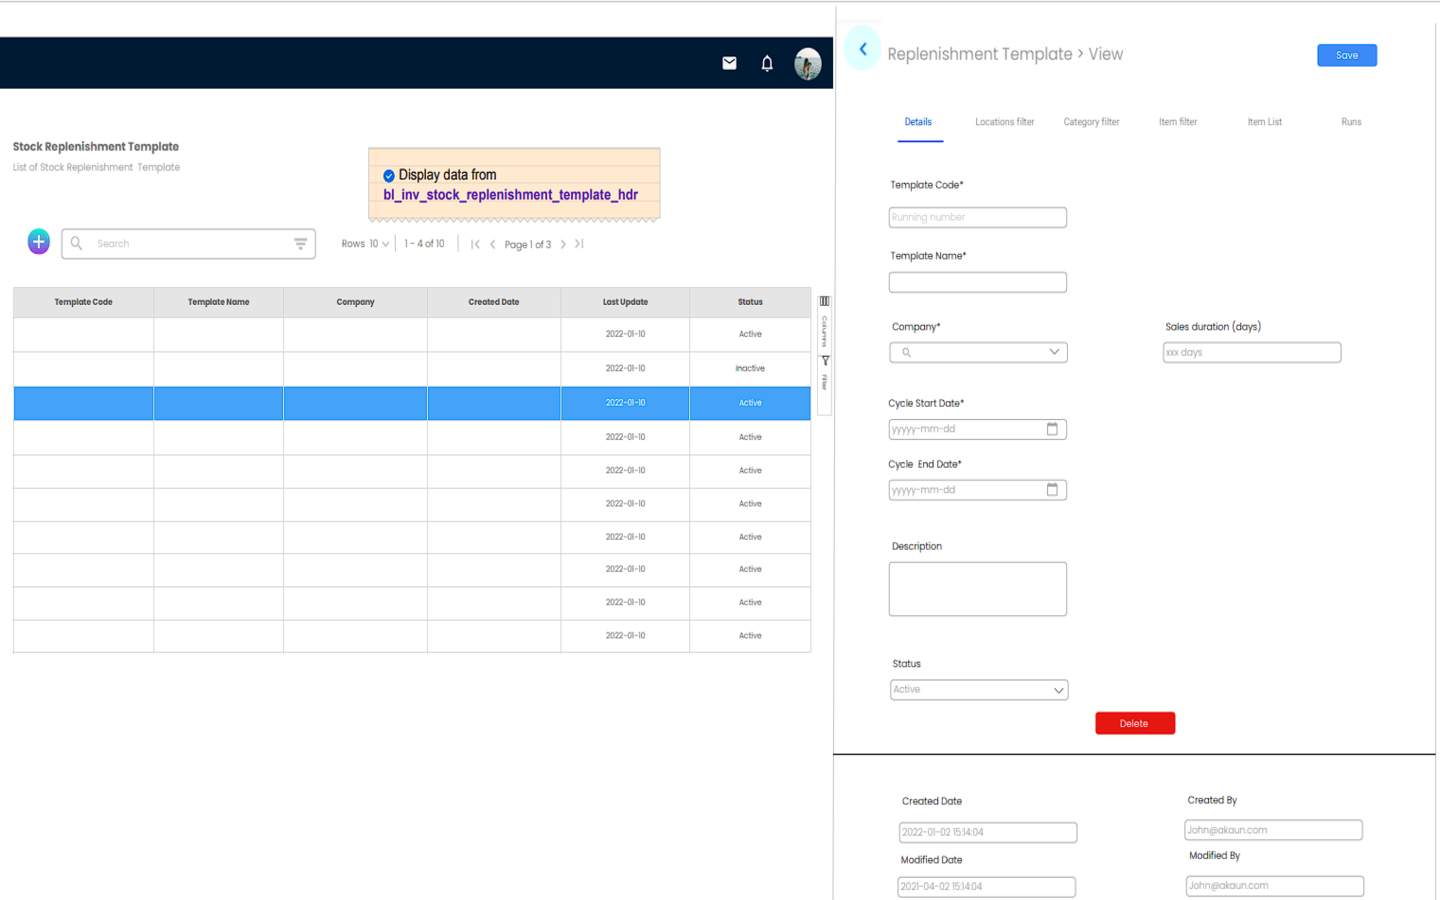 Stock Replenishment Template
List of Stock Replenishment Template
Display data from
bl_inv_stock_replenishment_template_hdr
Search
Rows 10
1 - 4 of 10
Page 1 of 3
Template Code Template Name Company Created Date Last Update Status
2022-01-10 Active
2022-01-10 Inactive
2022-01-10 Active
2022-01-10 Active
2022-01-10 Active
2022-01-10 Active
2022-01-10 Active
2022-01-10 Active
2022-01-10 Active
2022-01-10 Active
Columns
Filter
Replenishment Template > View
Save
Details Locations filter Category filter Item filter Item List Runs
Template Code*
Running number
Template Name*
Company* Sales duration (days)
xxx days
Cycle Start Date*
yyyyy-mm-dd
Cycle End Date*
yyyyy-mm-dd
Description
Status
Active
Delete
Created Date Created By
2022-01-02 15:14:04 John@akaun.com
Modified Date Modified By
2021-04-02 15:14:04 John@akaun.com